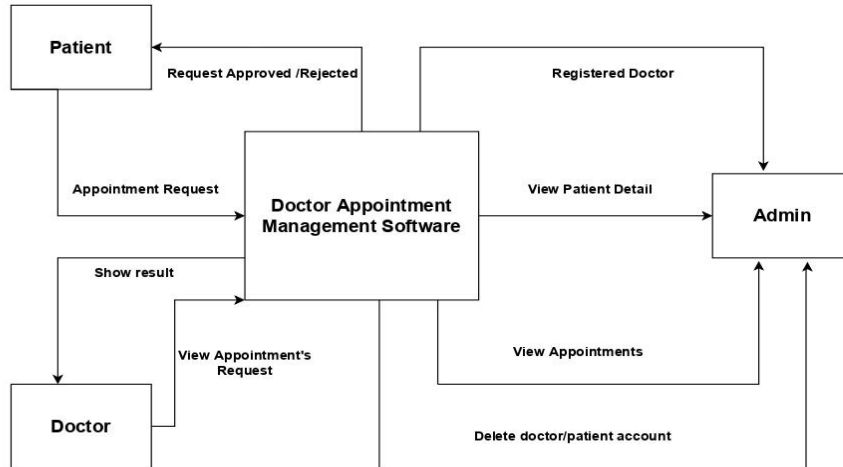 Patient
Request Approved /Rejected
Registered Doctor
Appointment Request
View Patient Detail
Doctor Appointment
Management Software
Admin
Show result
View Appointment's
Request
View Appointments
Doctor
Delete doctor/patient account